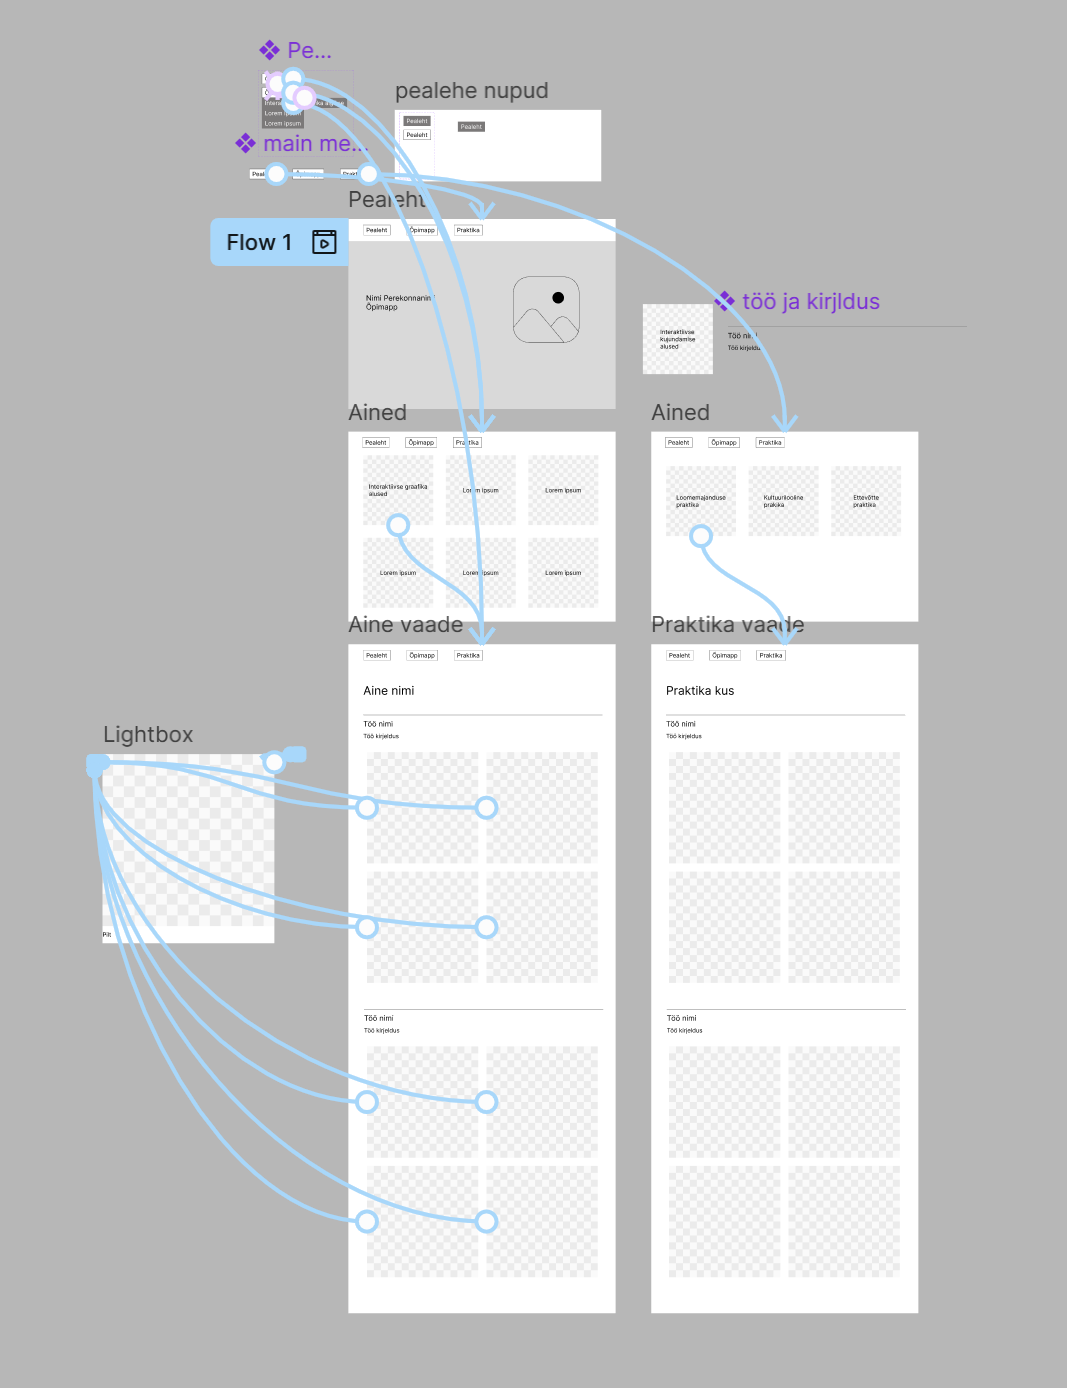 Pe...
Lorem ipsum
Lorem ipsum
main me...
Õpimapp
pealehe nupud
Pealeht
Pealeht
Pealeht
Pealeht
Flow 1
Pealeht
Õpimapp
Praktika
Nimi Perekonnanimi
Õpimapp
töö ja kirjldus
Interaktiivse
kujundamise
alused
Töö nimi
Töö kirjeldus
Ained
Pealeht
Õpimapp
Praktika
Interaktiivse graafika
alused
Lorem ipsum
Lorem ipsum
Lorem ipsum
Lorem ipsum
Lorem ipsum
Ained
Pealeht
Õpimapp
Praktika
Loomemajanduse
praktika
Kultuurilooline
prakika
Ettevõtte
praktika
Aine vaade
Pealeht
Õpimapp
Praktika
Aine nimi
Töö nimi
Töö kirjeldus
Töö nimi
Töö kirjeldus
Praktika vaade
Pealeht
Õpimapp
Praktika
Praktika kus
Töö nimi
Töö kirjeldus
Töö nimi
Töö kirjeldus
Lightbox
Pilt